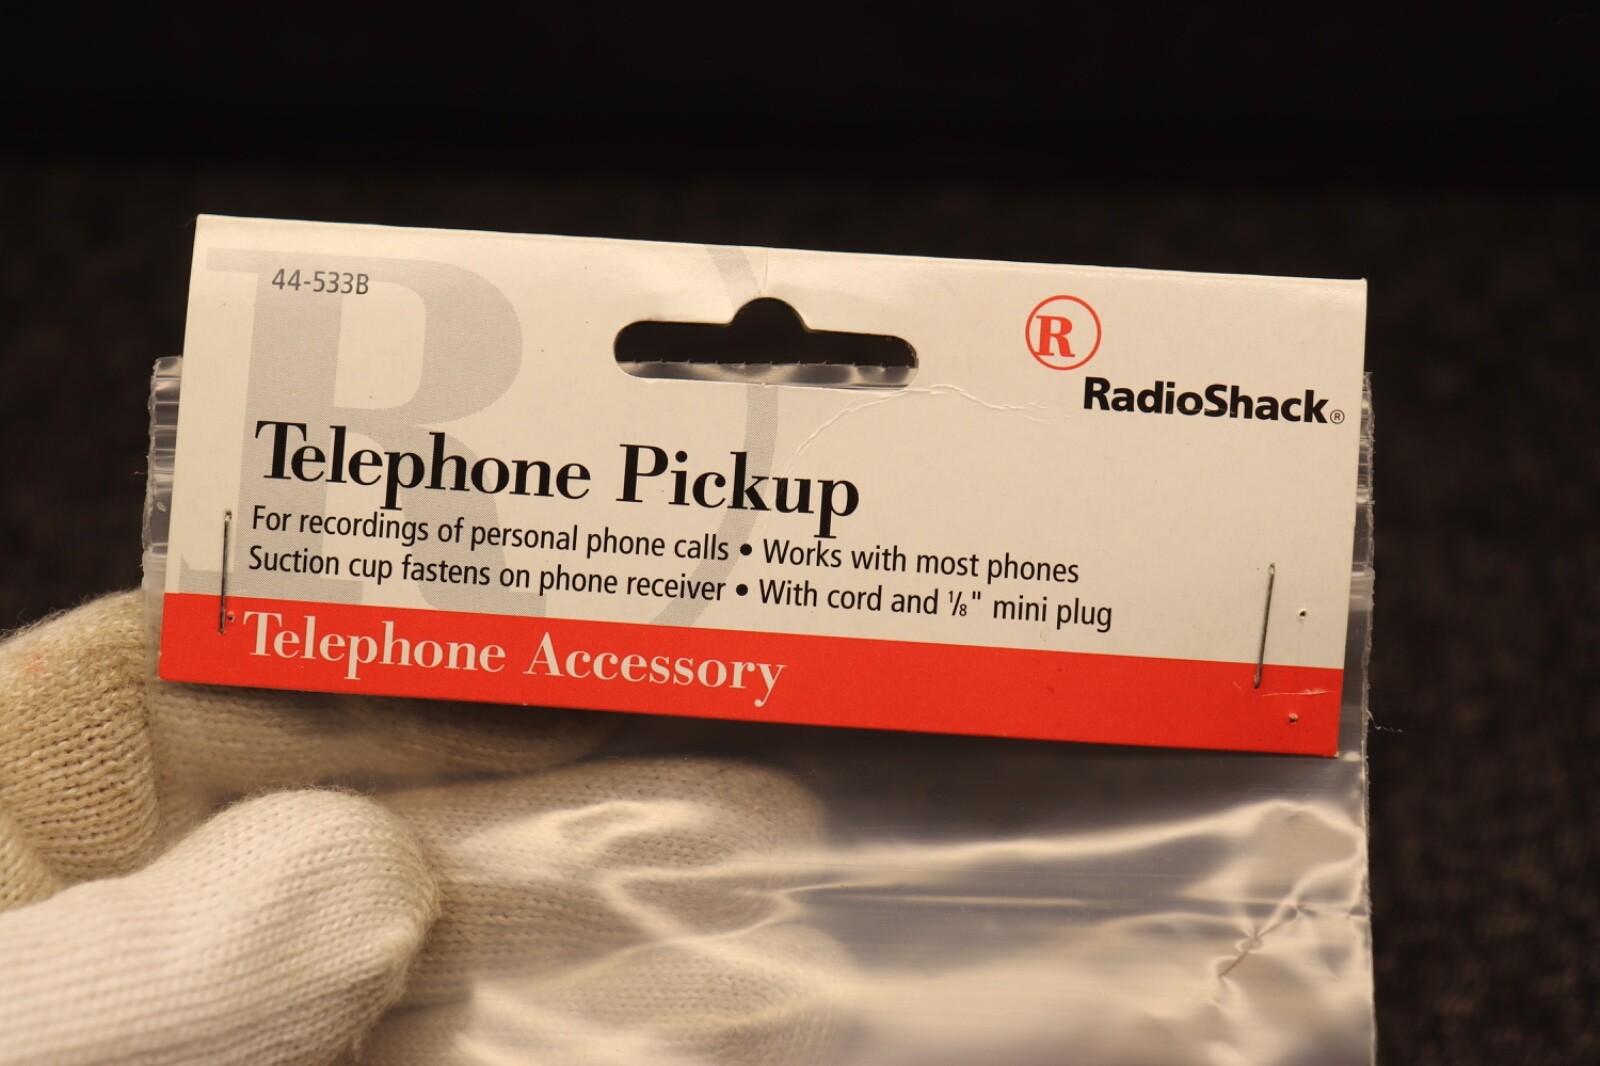 44-533B
R
RadioShack®
Telephone Pickup
For recordings of personal phone calls • Works with most phones
Suction cup fastens on phone receiver • With cord and 1/8" mini plug
Telephone Accessory